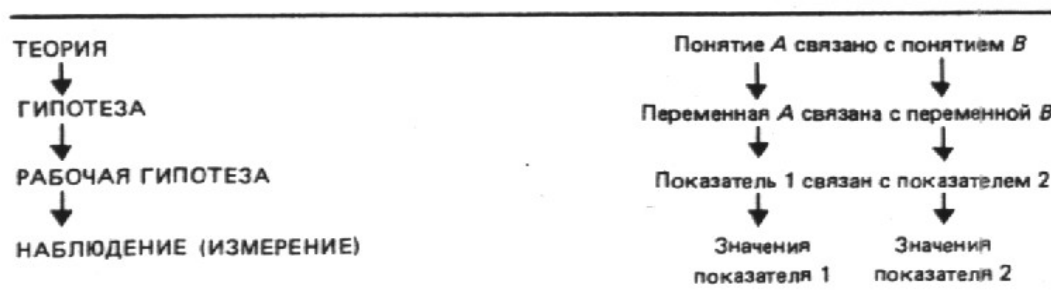 ТЕОРИЯ
Понятие A связано с понятием B
ГИПОТЕЗА
Переменная A связана с переменной B
РАБОЧАЯ ГИПОТЕЗА
Показатель 1 связан с показателем 2
НАБЛЮДЕНИЕ (ИЗМЕРЕНИЕ)
Значения
показателя 1
Значения
показателя 2